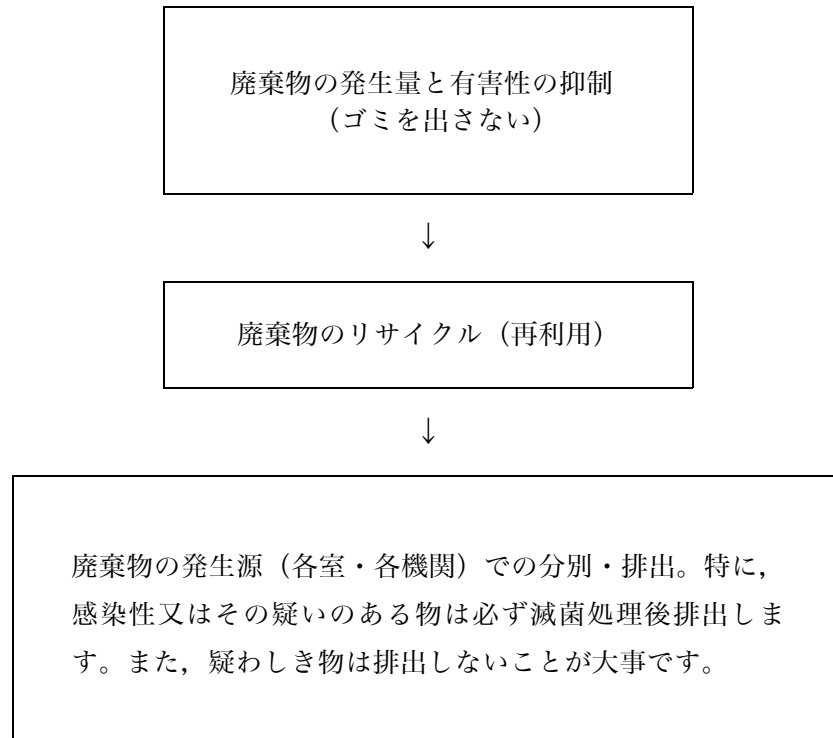 廃棄物の発生量と有害性の抑制
（ゴミを出さない）
↓
廃棄物のリサイクル（再利用）
↓
廃棄物の発生源（各室・各機関）での分別・排出。特に，
感染性又はその疑いのある物は必ず滅菌処理後排出しま
す。また，疑わしき物は排出しないことが大事です。